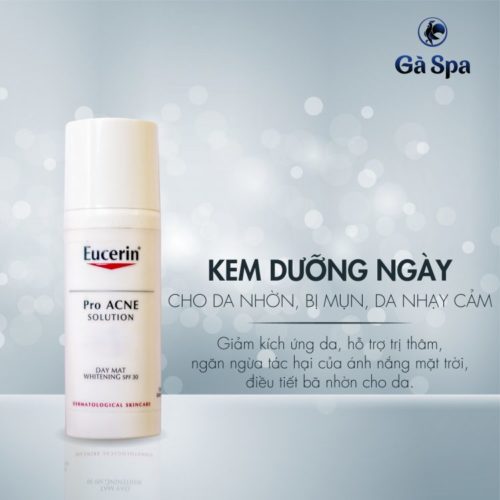 Gà Spa
Eucerin®
Pro ACNE
SOLUTION
DAY MAT
WHITENING SPF 30
DERMATOLOGICAL SKINCARE
KEM DƯỠNG NGÀY
CHO DA NHỜN, BỊ MỤN, DA NHẠY CẢM
Giảm kích ứng da, hỗ trợ trị thâm,
ngăn ngừa tác hại của ánh nắng mặt trời,
điều tiết bã nhờn cho da.